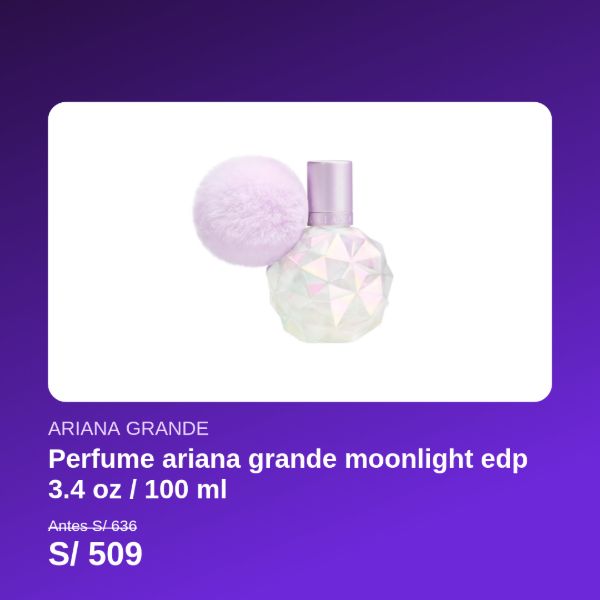 ARIANA GRANDE
Perfume ariana grande moonlight edp
3.4 oz / 100 ml
Antes S/ 636
S/ 509